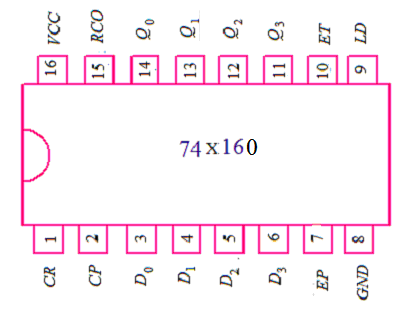 VCC RCO Q0 Q1 Q2 Q3 ET LD
16 15 14 13 12 11 10 9
74x160
1 2 3 4 5 6 7 8
CR CP D0 D1 D2 D3 EP GND